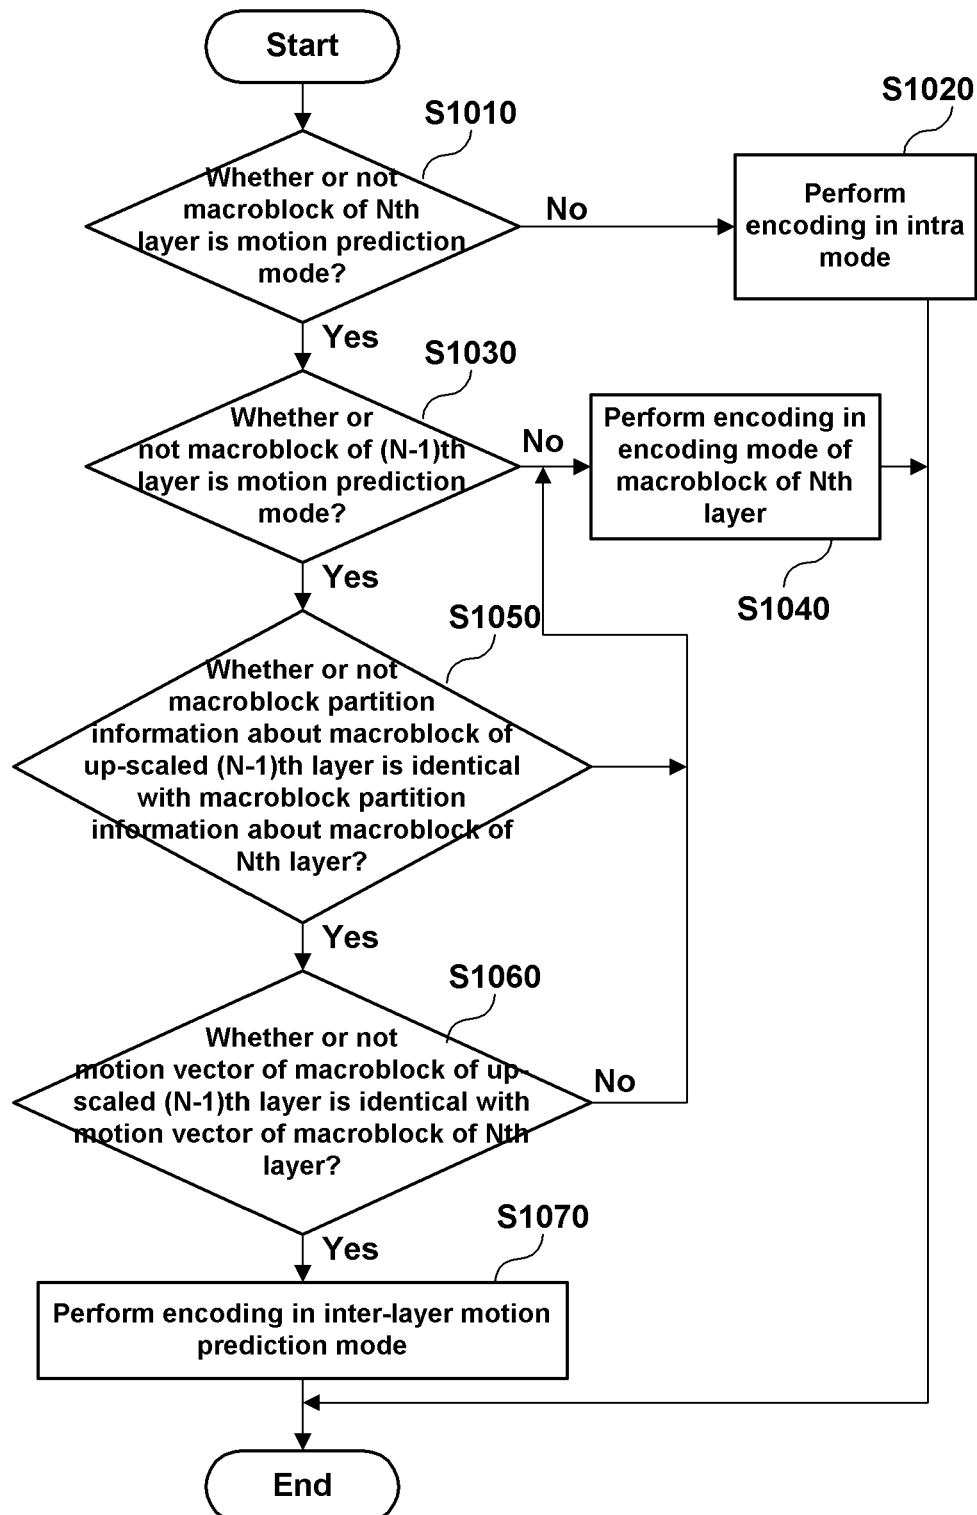 Start
S1010
S1020
Whether or not
macroblock of Nth
layer is motion prediction
mode?
No
Perform
encoding in intra
mode
Yes
S1030
Whether or
not macroblock of (N-1)th
layer is motion prediction
mode?
No
Perform encoding in
encoding mode of
macroblock of Nth
layer
S1040
Yes
S1050
Whether or not
macroblock partition
information about macroblock of
up-scaled (N-1)th layer is identical
with macroblock partition
information about macroblock of
Nth layer?
Yes
S1060
Whether or not
motion vector of macroblock of up-
scaled (N-1)th layer is identical with
motion vector of macroblock of Nth
layer?
No
Yes
S1070
Perform encoding in inter-layer motion
prediction mode
End